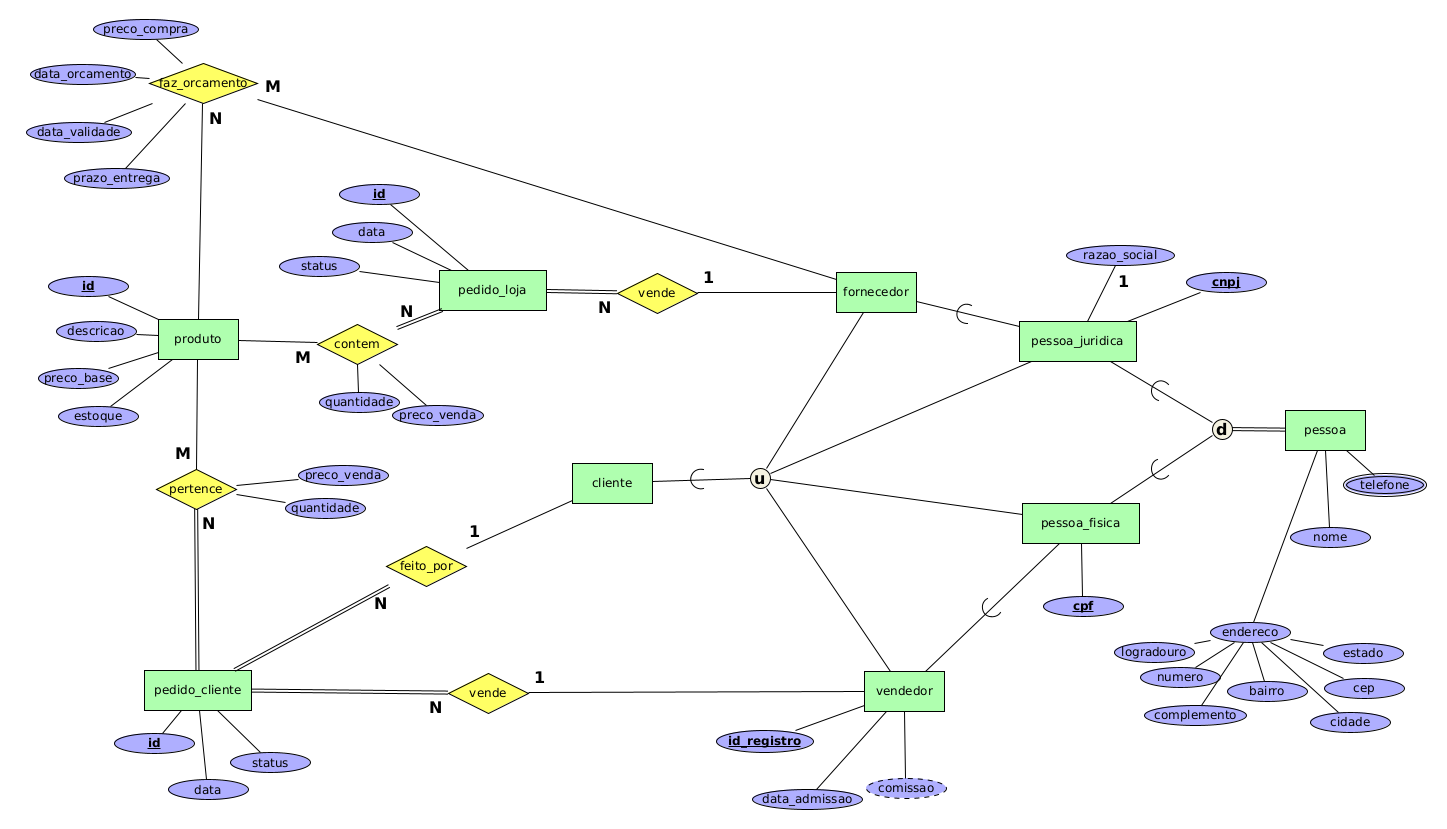 preco_compra
data_orcamento
faz_orcamento
M
N
data_validade
prazo_entrega
id
data
status
pedido_loja
N
vende
1
fornecedor
razao_social
1
cnpj
pessoa_juridica
id
descricao
produto
preco_base
estoque
N
M
contem
quantidade
preco_venda
M
pertence
preco_venda
quantidade
N
cliente
u
d
pessoa
telefone
nome
pessoa_fisica
cpf
1
feito_por
N
endereco
logradouro
numero
complemento
bairro
cidade
cep
estado
pedido_cliente
N
vende
1
vendedor
id
data
status
id_registro
data_admissao
comissao